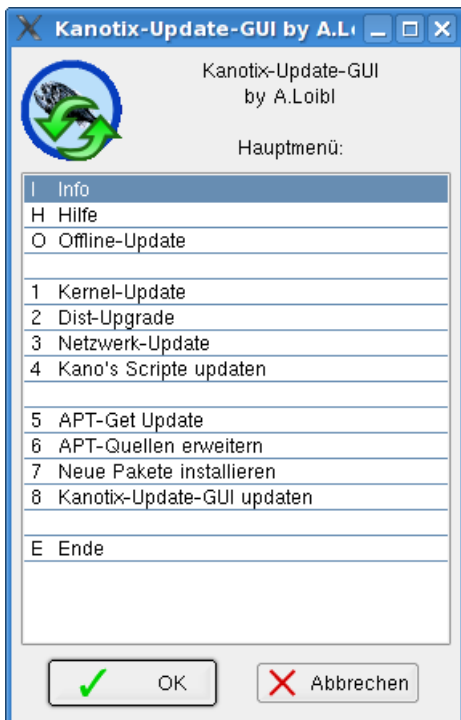 Kanotix-Update-GUI by A.L
Kanotix-Update-GUI
by A.Loibl
Hauptmenü:
I Info
H Hilfe
O Offline-Update
1 Kernel-Update
2 Dist-Upgrade
3 Netzwerk-Update
4 Kano's Scripte updaten
5 APT-Get Update
6 APT-Quellen erweitern
7 Neue Pakete installieren
8 Kanotix-Update-GUI updaten
E Ende
OK
Abbrechen